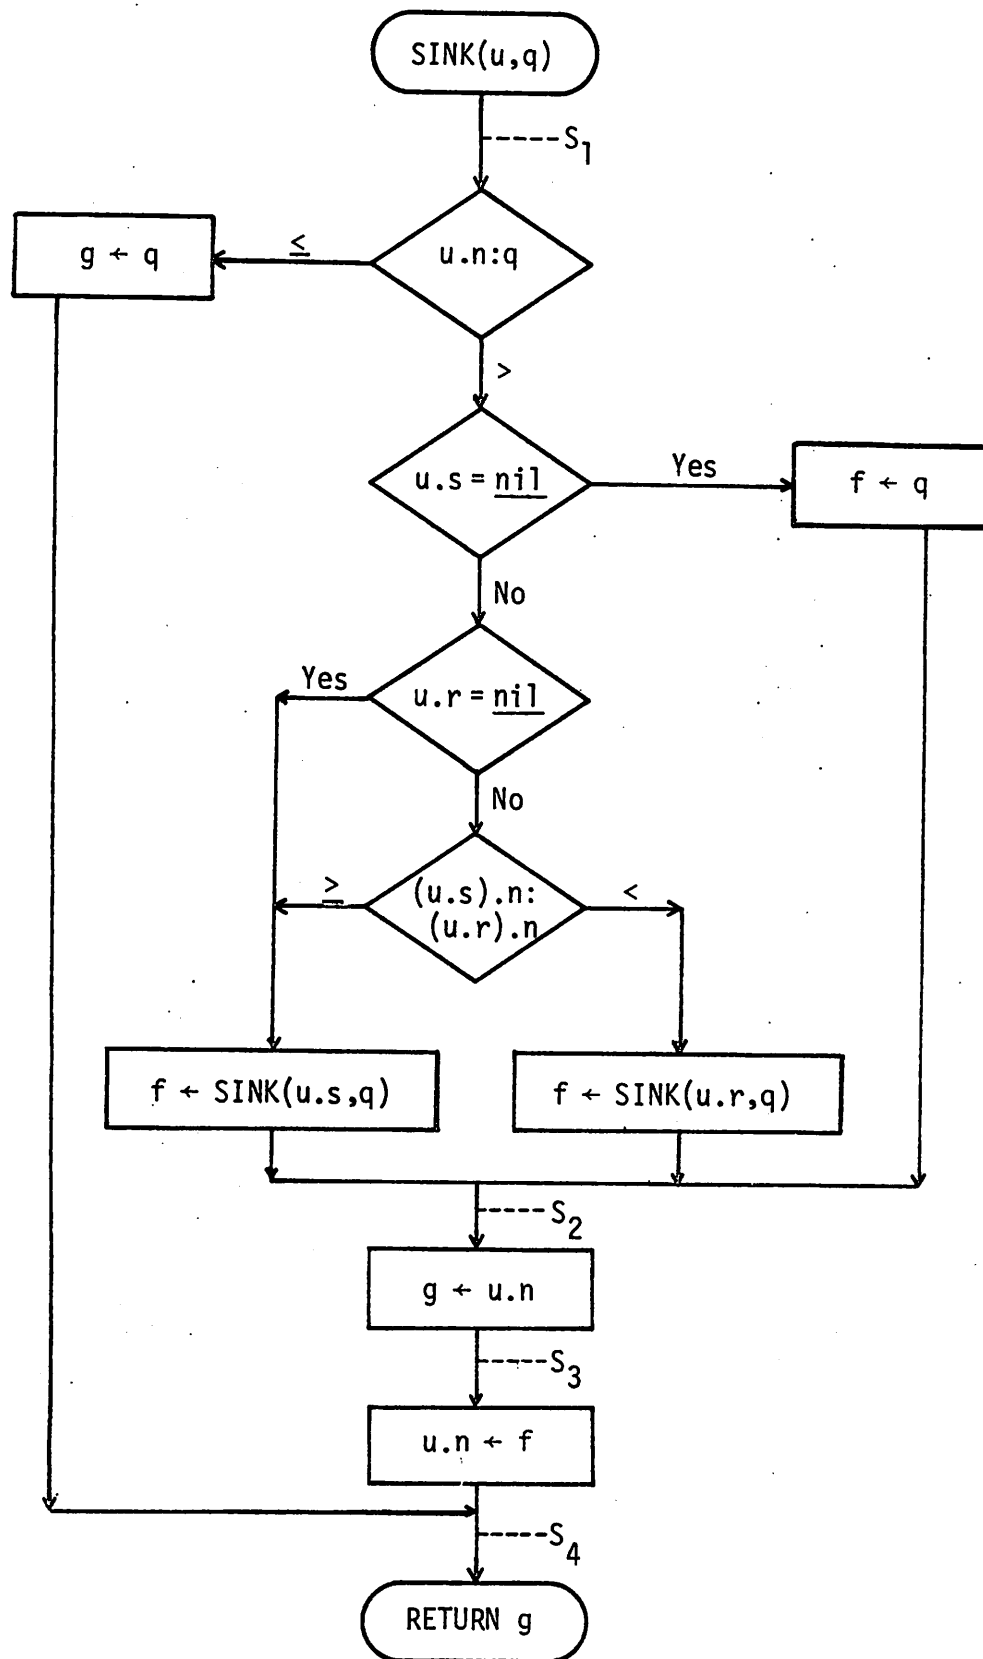 SINK(u,q)
S1
u.n:q
≤
g ← q
>
u.s = nil
Yes
f ← q
No
u.r = nil
Yes
No
(u.s).n:
(u.r).n
≥
<
f ← SINK(u.s,q)
f ← SINK(u.r,q)
S2
g ← u.n
S3
u.n ← f
S4
RETURN g